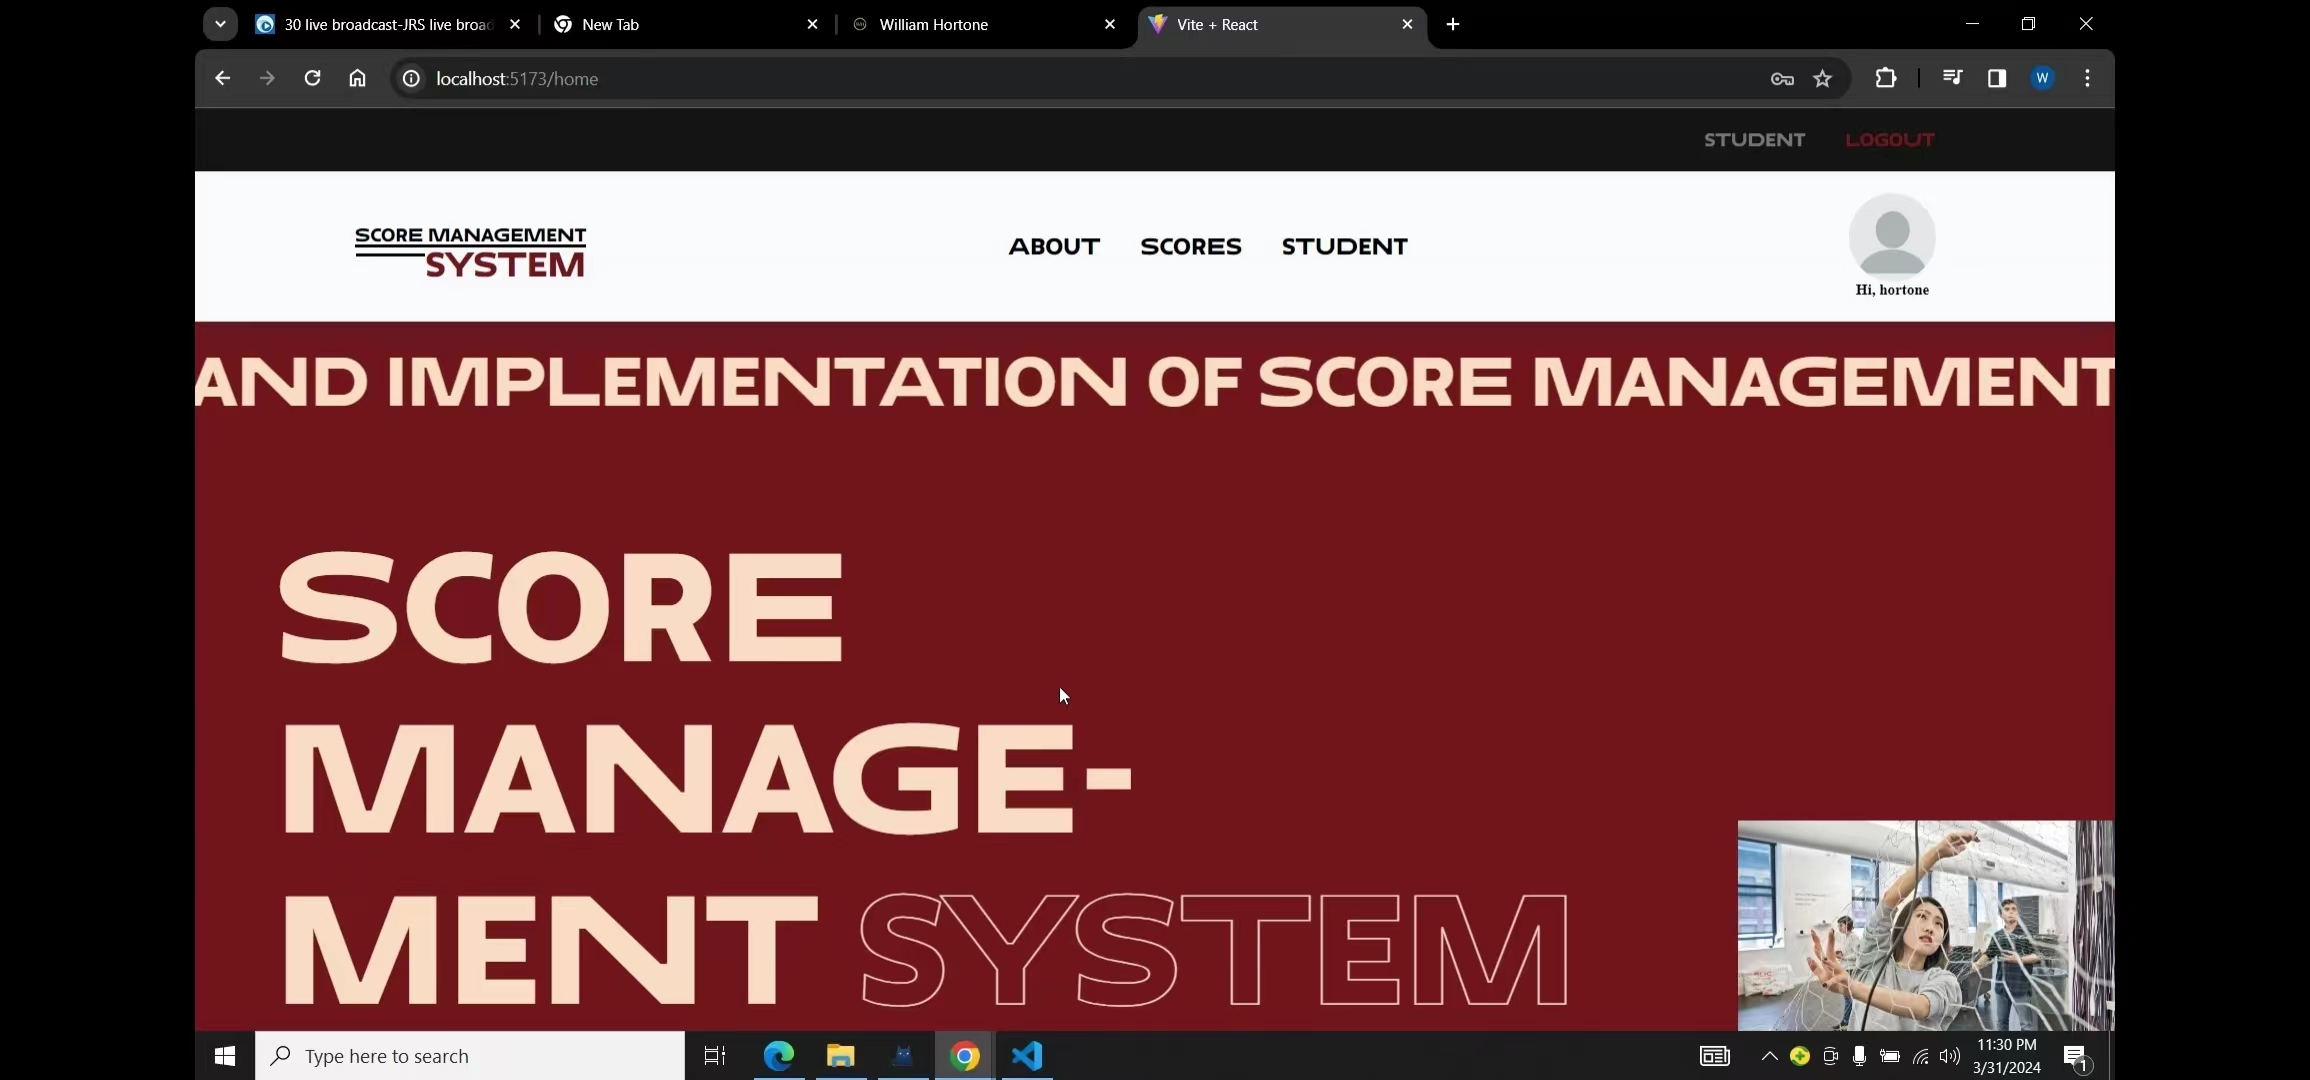 30 live broadcast-JRS live broad
New Tab
William Hortone
Vite + React
localhost:5173/home
STUDENT
LOGOUT
SCORE MANAGEMENT
SYSTEM
ABOUT
SCORES
STUDENT
Hi, hortone
AND IMPLEMENTATION OF SCORE MANAGEMENT
SCORE
MANAGE-
MENT SYSTEM
Type here to search
11:30 PM
3/31/2024
W
1